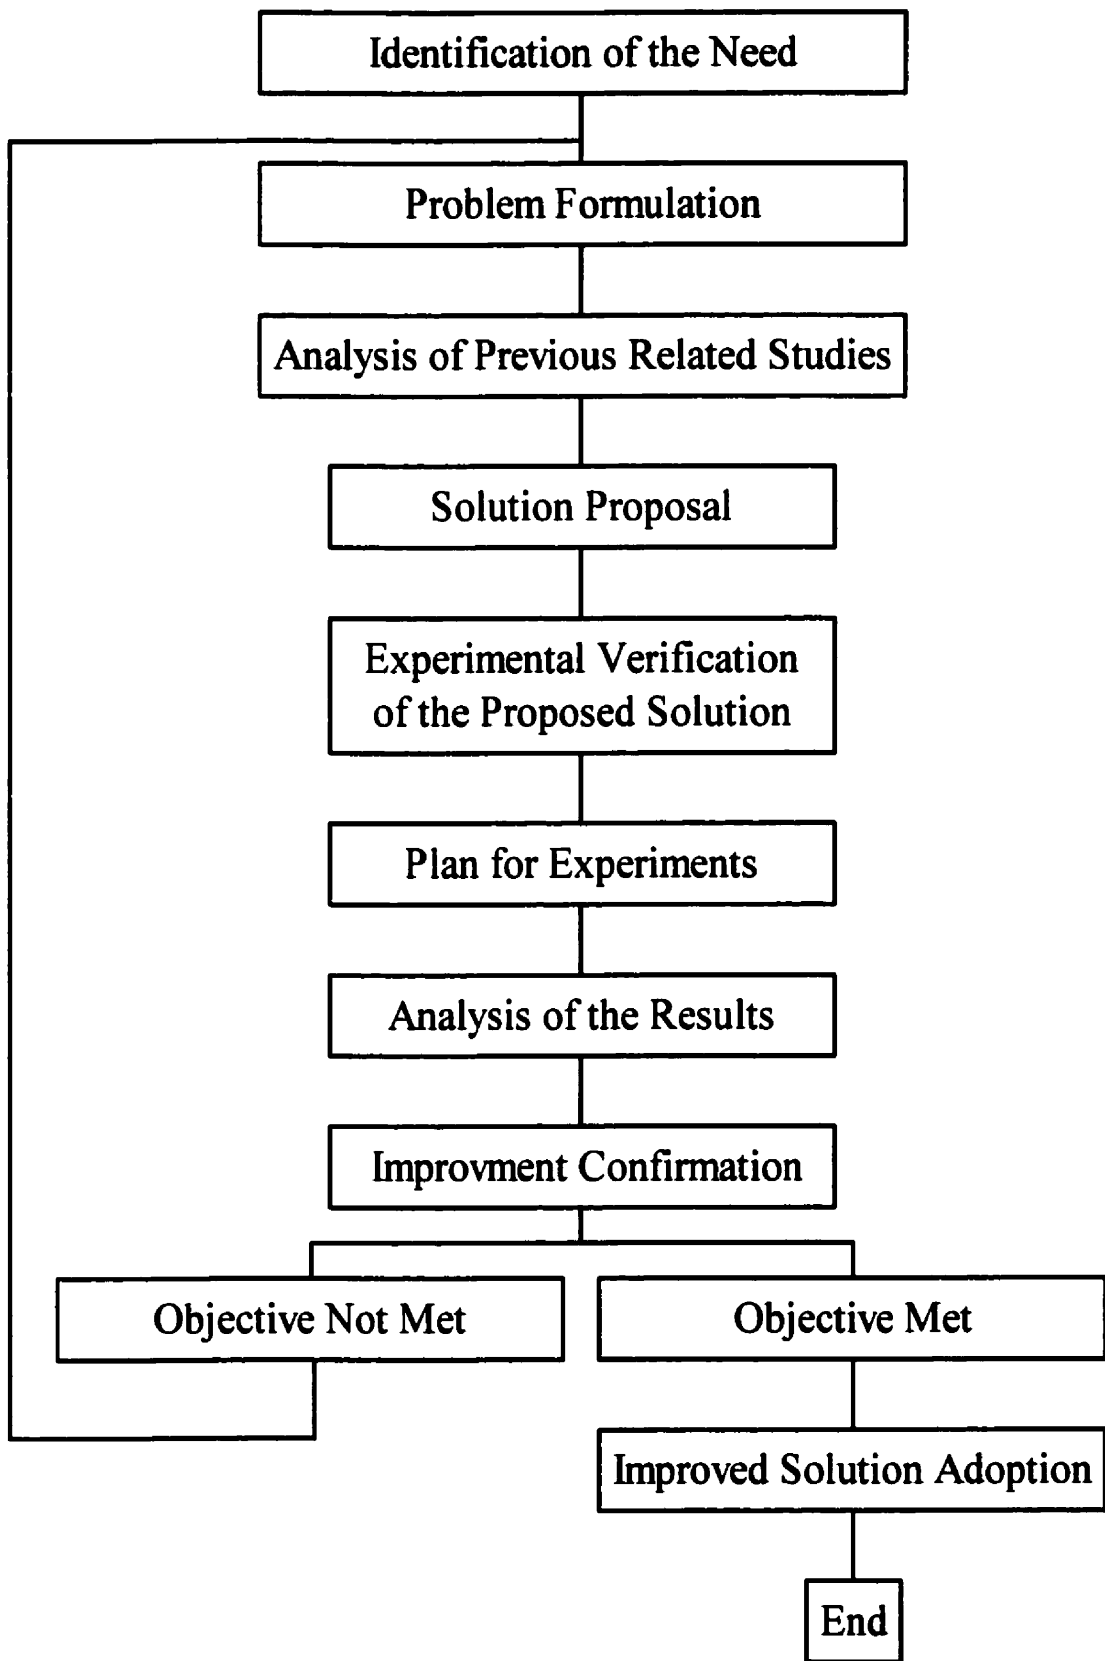 Identification of the Need
Problem Formulation
Analysis of Previous Related Studies
Solution Proposal
Experimental Verification
of the Proposed Solution
Plan for Experiments
Analysis of the Results
Improvment Confirmation
Objective Not Met
Objective Met
Improved Solution Adoption
End